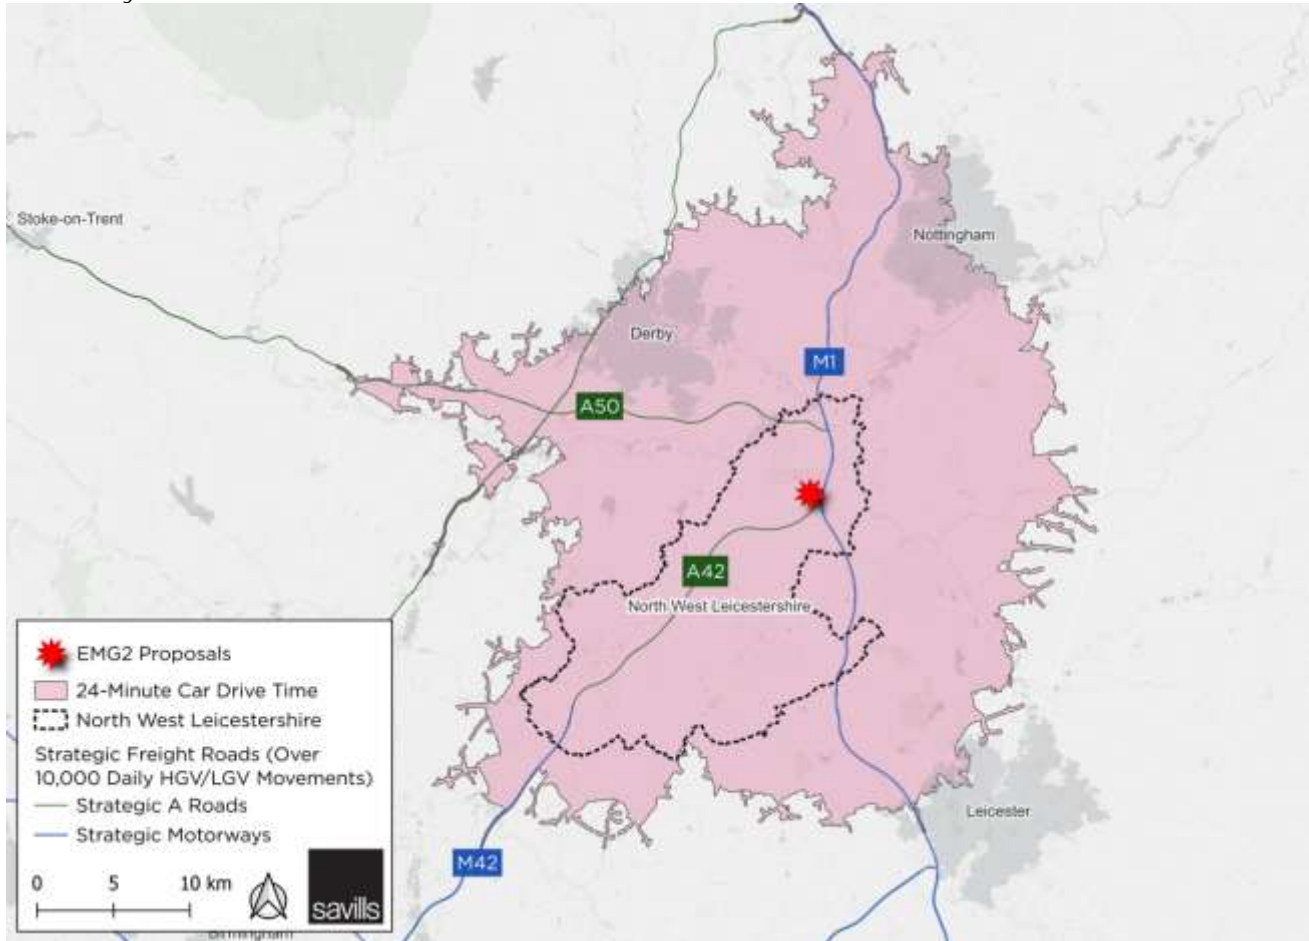 Stoke-on-Trent
Nottingham
Derby
M1
A50
A42
North West Leicestershire
Leicester
M42
EMG2 Proposals
24-Minute Car Drive Time
North West Leicestershire
Strategic Freight Roads (Over
10,000 Daily HGV/LGV Movements)
Strategic A Roads
Strategic Motorways
0 5 10 km
savills
Birmingham